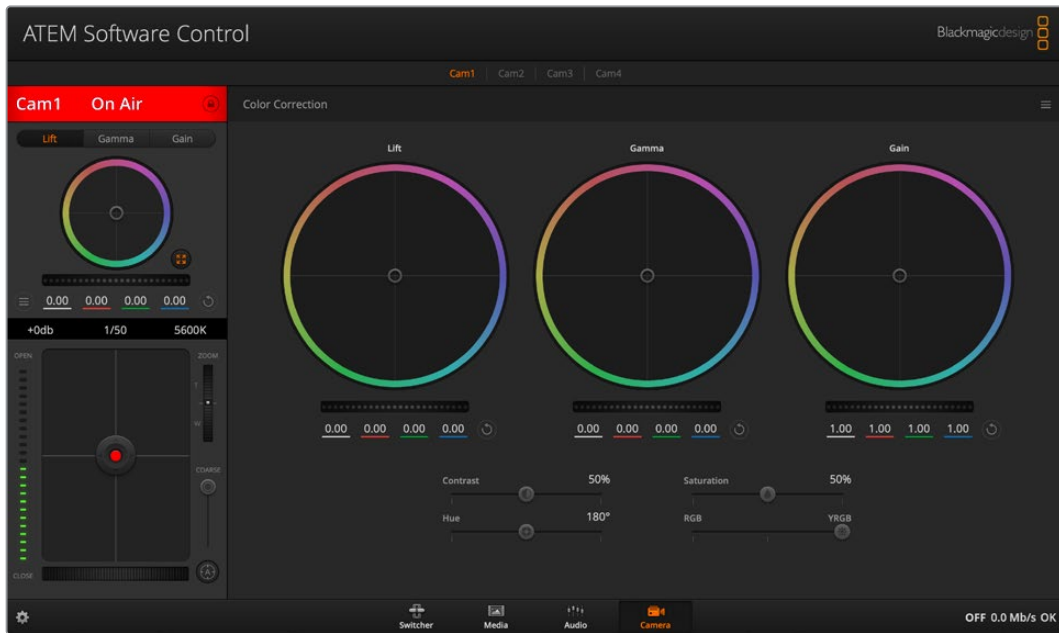 ATEM Software Control
Blackmagicdesign
Cam1 Cam2 Cam3 Cam4
Cam1 On Air
Color Correction
Lift Gamma Gain
0.00 0.00 0.00 0.00
+0db 1/50 5600K
OPEN
ZOOM
T
W
COARSE
CLOSE
A
Lift
Gamma
Gain
0.00 0.00 0.00 0.00
0.00 0.00 0.00 0.00
1.00 1.00 1.00 1.00
Contrast 50%
Saturation 50%
Hue 180°
RGB YRGB
Switcher
Media
Audio
Camera
OFF 0.0 Mb/s OK